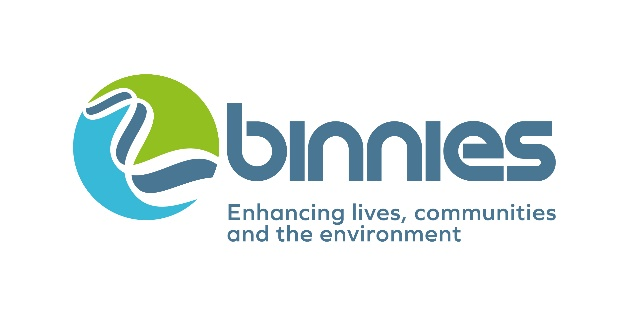 binnies
Enhancing lives, communities
and the environment